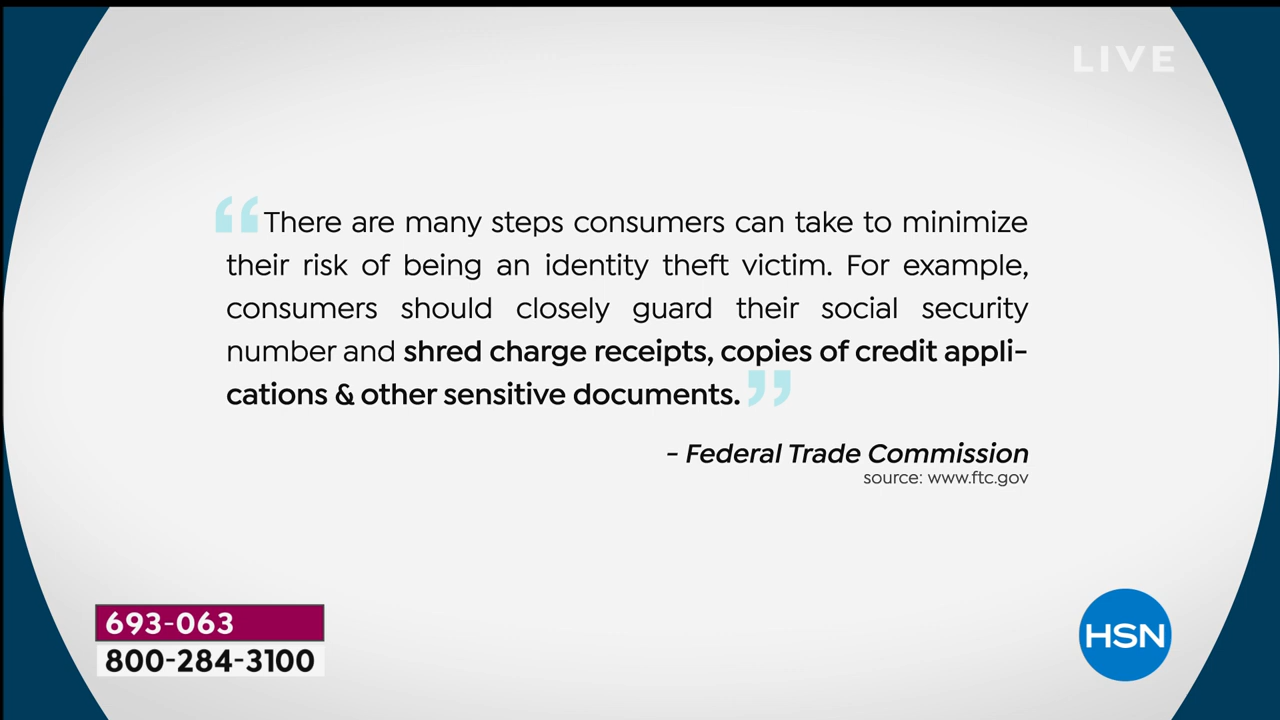 LIVE
“There are many steps consumers can take to minimize
their risk of being an identity theft victim. For example,
consumers should closely guard their social security
number and shred charge receipts, copies of credit appli-
cations & other sensitive documents.”
- Federal Trade Commission
source: www.ftc.gov
693-063
800-284-3100
HSN